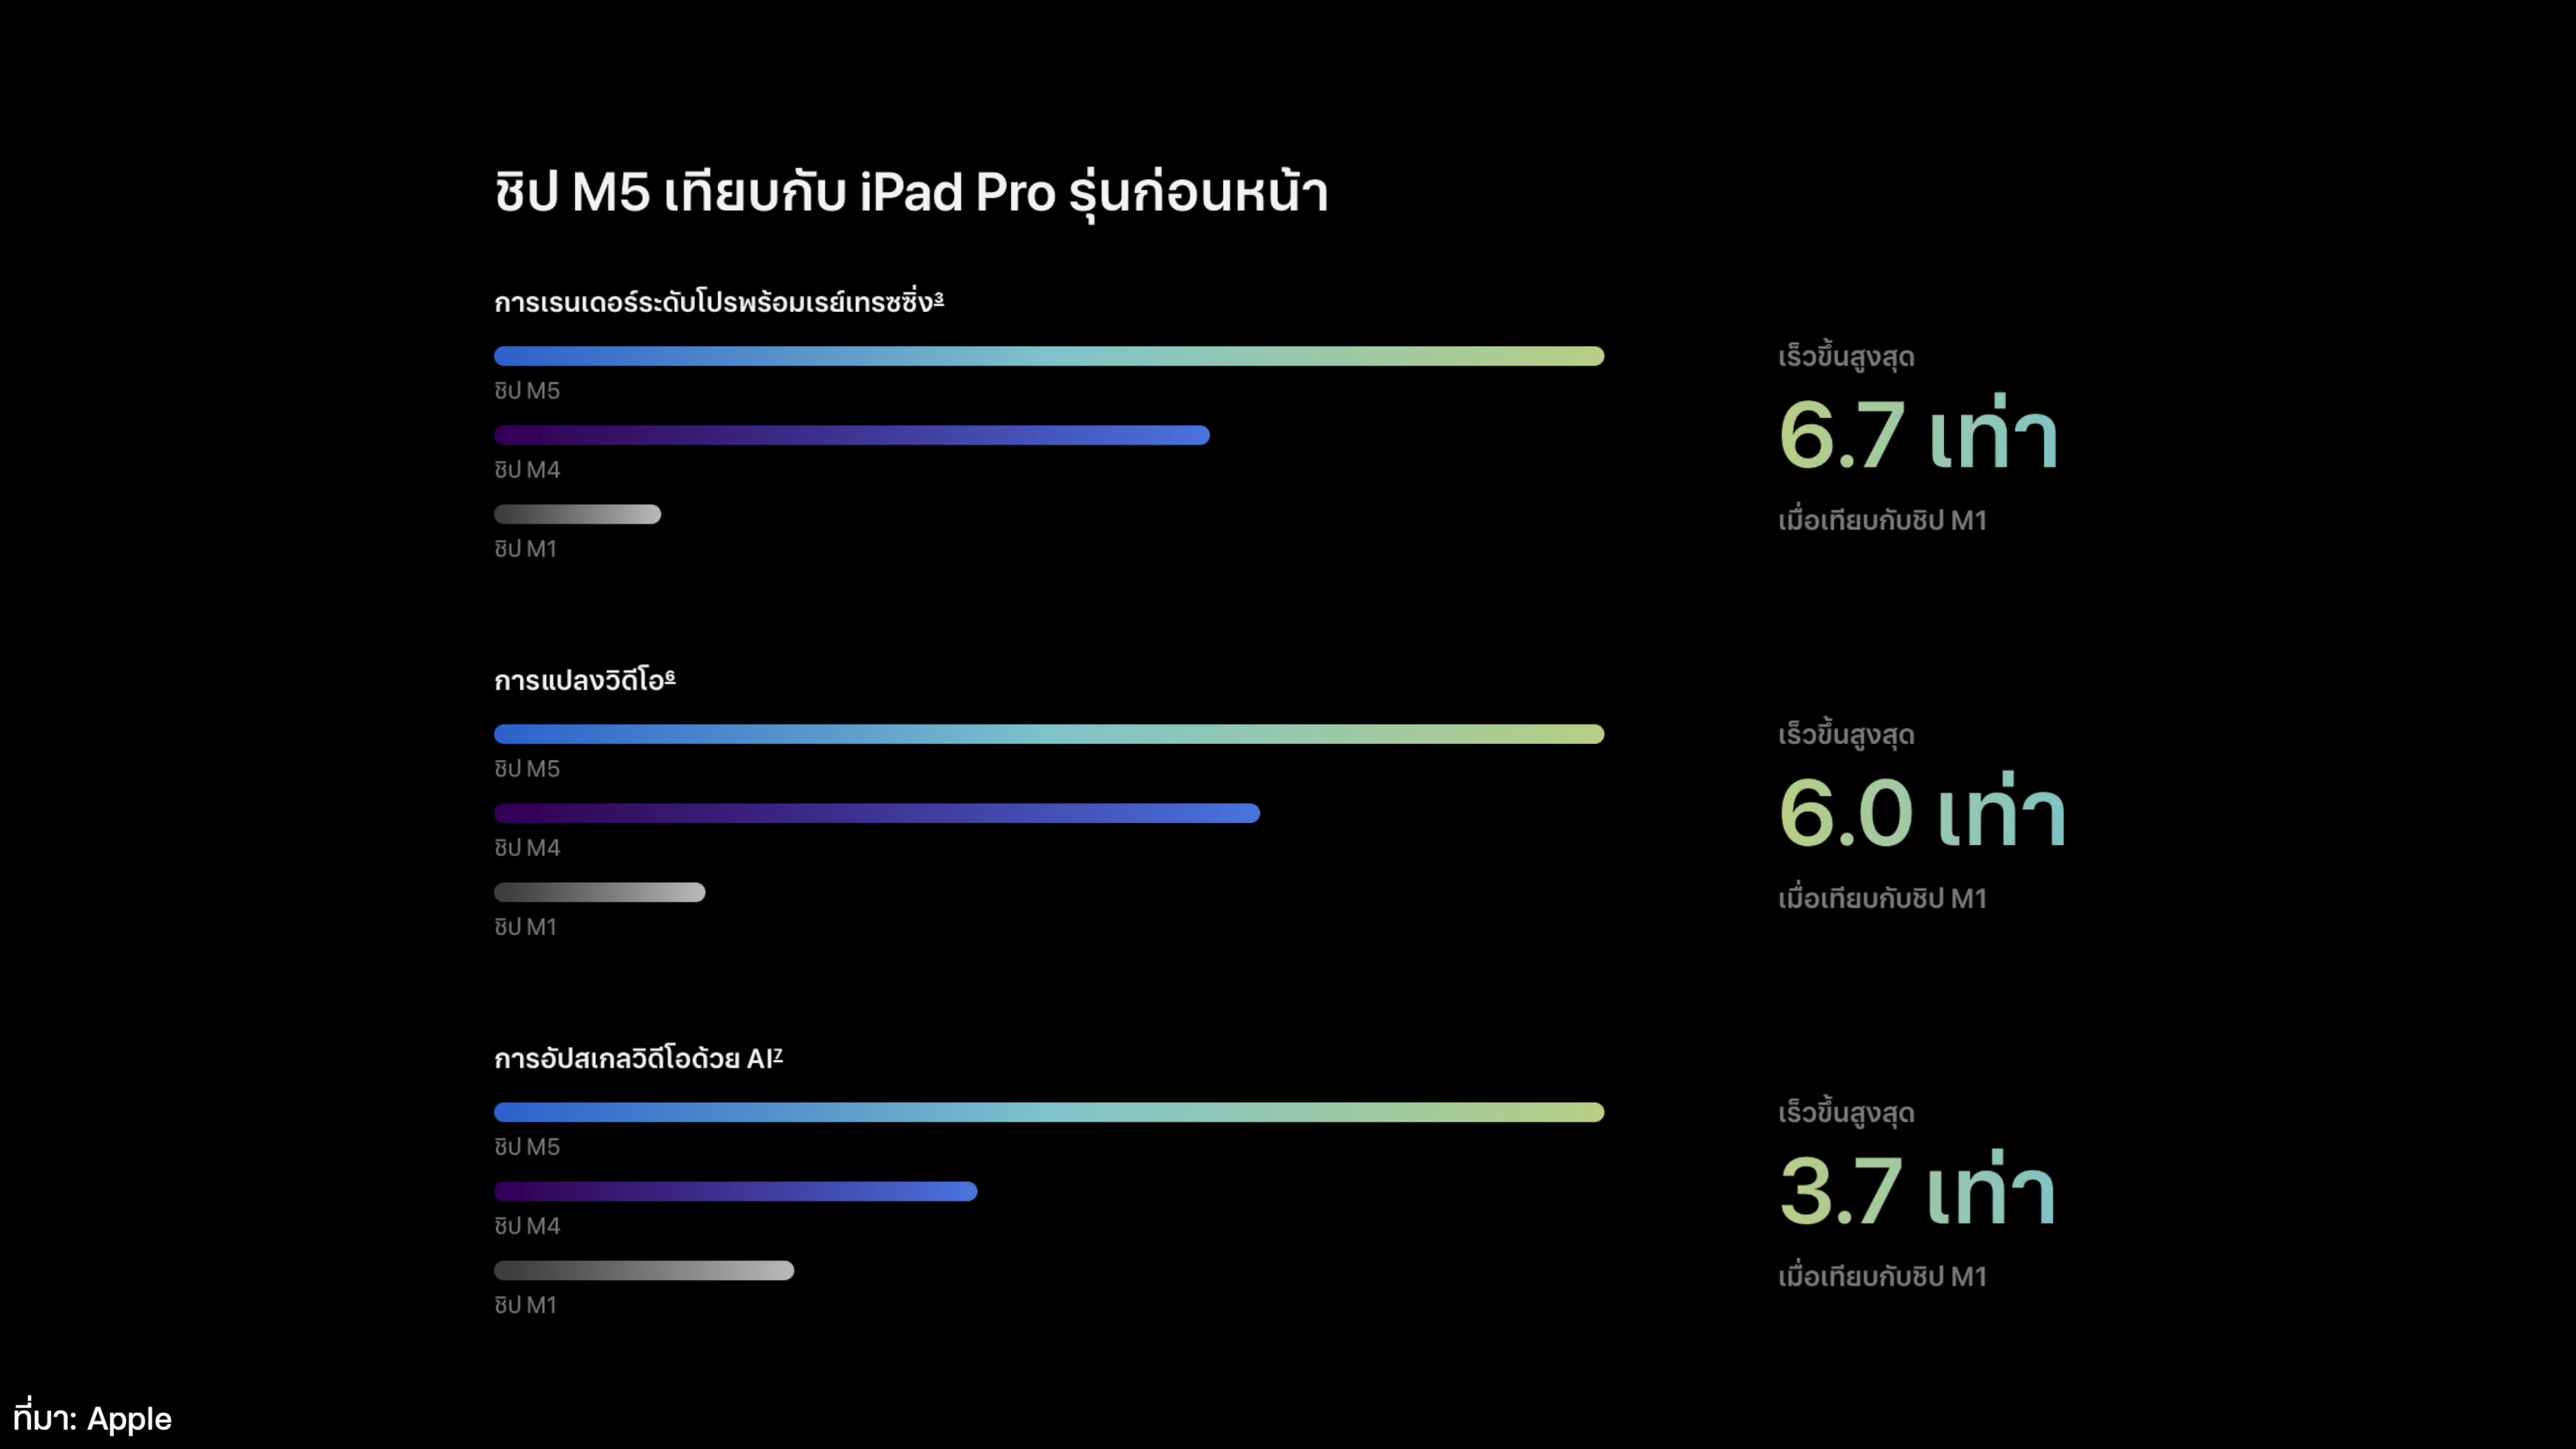 ชิป M5 เทียบกับ iPad Pro รุ่นก่อนหน้า
การเรนเดอร์ระดับโปรพร้อมเรย์เทรซซิ่ง³
ชิป M5
ชิป M4
ชิป M1
เร็วขึ้นสูงสุด
6.7 เท่า
เมื่อเทียบกับชิป M1
การแปลงวิดีโอ⁶
ชิป M5
ชิป M4
ชิป M1
เร็วขึ้นสูงสุด
6.0 เท่า
เมื่อเทียบกับชิป M1
การอัปสเกลวิดีโอด้วย AI⁷
ชิป M5
ชิป M4
ชิป M1
เร็วขึ้นสูงสุด
3.7 เท่า
เมื่อเทียบกับชิป M1
ที่มา: Apple